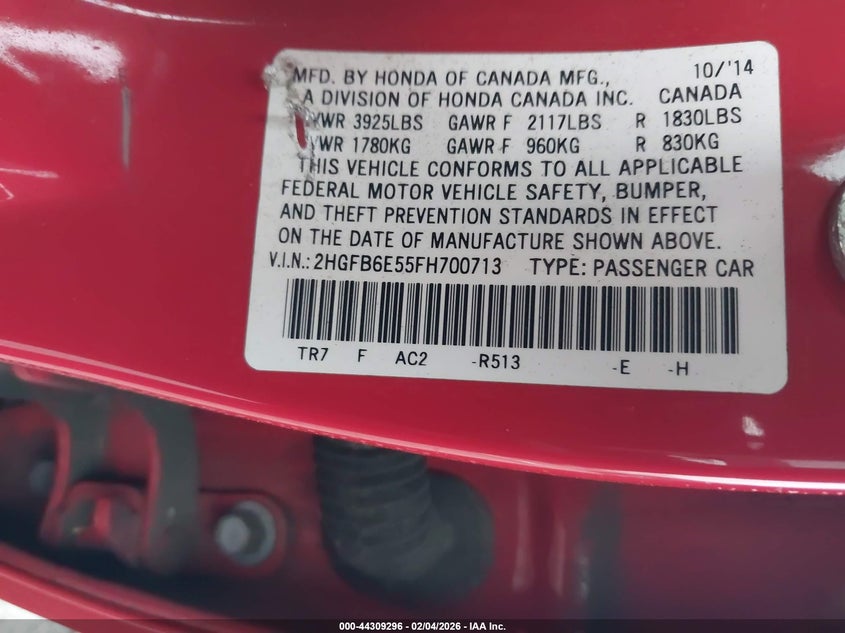 MFD. BY HONDA OF CANADA MFG., 10/'14
A DIVISION OF HONDA CANADA INC. CANADA
VWR 3925LBS GAWR F 2117LBS R 1830LBS
VWR 1780KG GAWR F 960KG R 830KG
THIS VEHICLE CONFORMS TO ALL APPLICABLE
FEDERAL MOTOR VEHICLE SAFETY, BUMPER,
AND THEFT PREVENTION STANDARDS IN EFFECT
ON THE DATE OF MANUFACTURE SHOWN ABOVE.
V.I.N.: 2HGFB6E55FH700713 TYPE: PASSENGER CAR
TR7 F AC2 -R513 -E -H
000-44309296 - 02/04/2026 - IAA Inc.